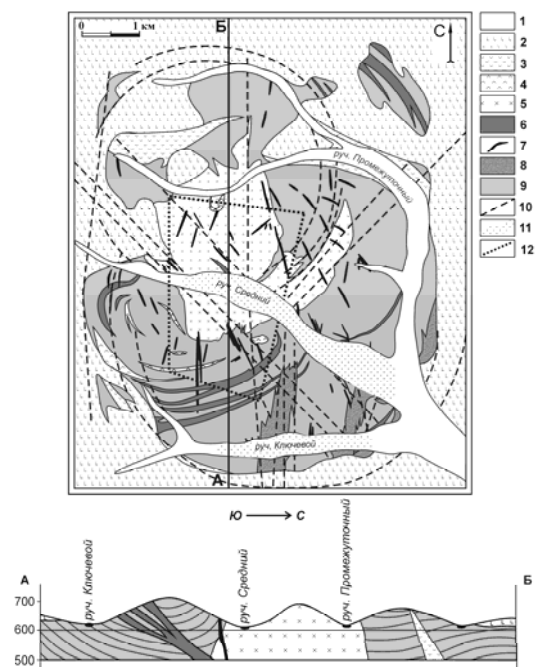 0 1 км
Б
С
1
2
3
4
5
6
7
8
9
10
11
12
руч. Промежуточный
руч. Средний
руч. Ключевой
А
Ю С
руч. Ключевой
руч. Средний
руч. Промежуточный
А
Б
700
600
500